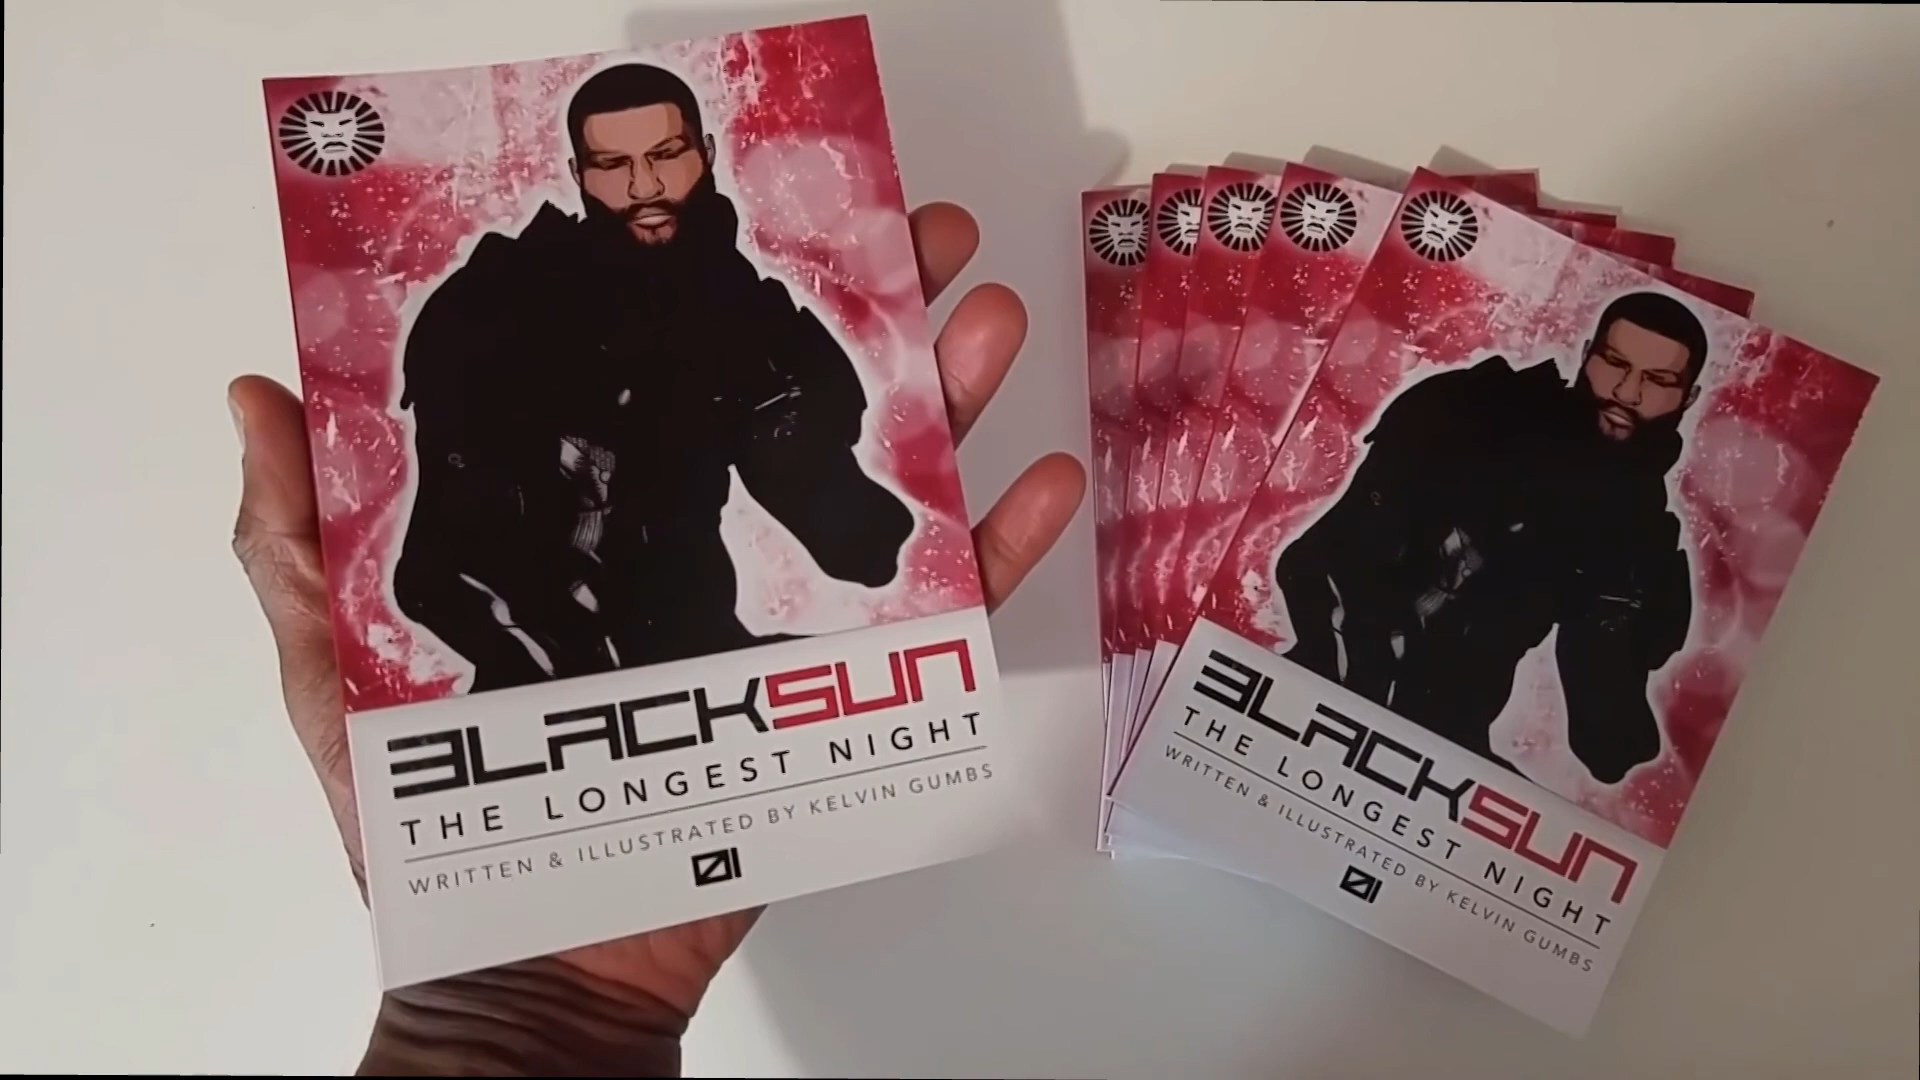 BLACKSUN
THE LONGEST NIGHT
WRITTEN & ILLUSTRATED BY KELVIN GUMBS
01
BLACKSUN
THE LONGEST NIGHT
WRITTEN & ILLUSTRATED BY KELVIN GUMBS
01